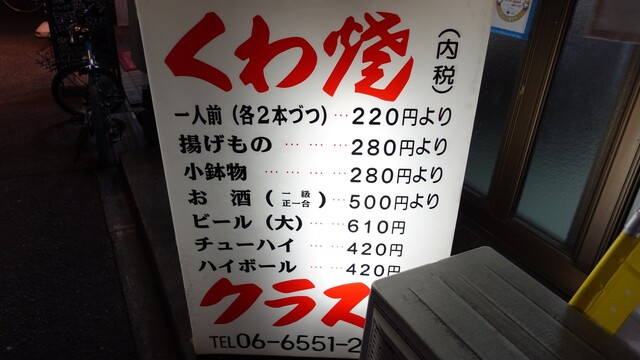 くわ焼
(内税)
一人前(各2本づつ)…220円より
揚げもの………280円より
小鉢物…………280円より
お酒(一級 正一合)…500円より
ビール(大)……610円
チューハイ……420円
ハイボール……420円
クラス
TEL06-6551-2